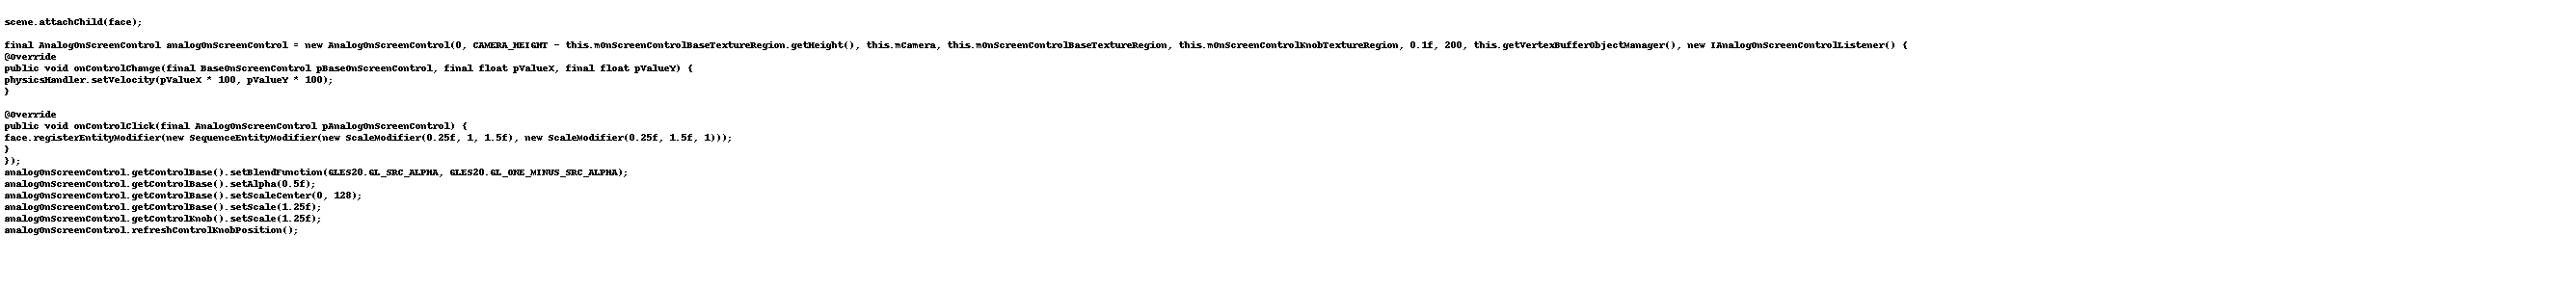 scene.attachChild(face);
final AnalogOnScreenControl analogOnScreenControl = new AnalogOnScreenControl(0, CAMERA_HEIGHT - this.mOnScreenControlBaseTextureRegion.getHeight(), this.mCamera, this.mOnScreenControlBaseTextureRegion, this.mOnScreenControlKnobTextureRegion, 0.1f, 200, this.getVertexBufferObjectManager(), new IAnalogOnScreenControlListener() {
@Override
public void onControlChange(final BaseOnScreenControl pBaseOnScreenControl, final float pValueX, final float pValueY) {
physicsHandler.setVelocity(pValueX * 100, pValueY * 100);
}
@Override
public void onControlClick(final AnalogOnScreenControl pAnalogOnScreenControl) {
face.registerEntityModifier(new SequenceEntityModifier(new ScaleModifier(0.25f, 1, 1.5f), new ScaleModifier(0.25f, 1.5f, 1)));
}
});
analogOnScreenControl.getControlBase().setBlendFunction(GLES20.GL_SRC_ALPHA, GLES20.GL_ONE_MINUS_SRC_ALPHA);
analogOnScreenControl.getControlBase().setAlpha(0.5f);
analogOnScreenControl.getControlBase().setScaleCenter(0, 128);
analogOnScreenControl.getControlBase().setScale(1.25f);
analogOnScreenControl.getControlKnob().setScale(1.25f);
analogOnScreenControl.refreshControlKnobPosition();